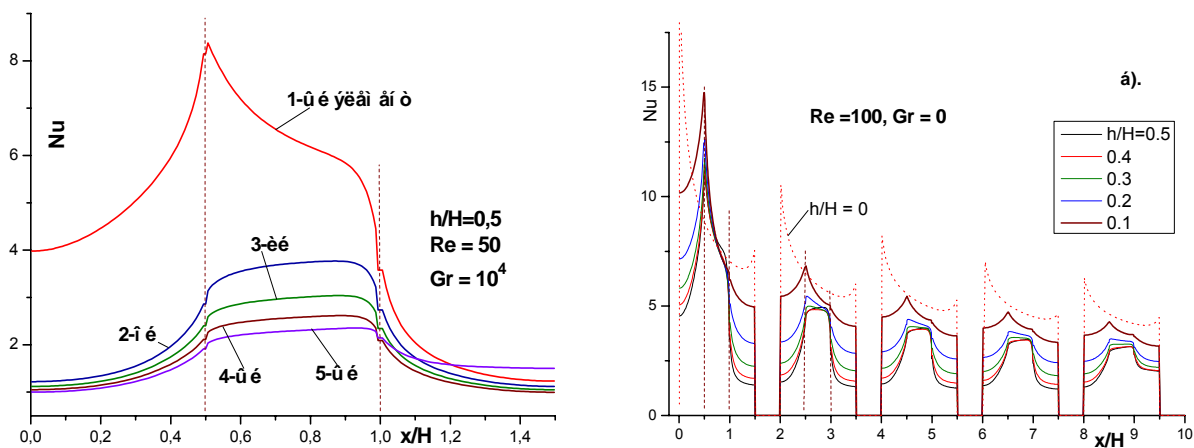 8
6
4
2
Nu
1-û é ýëåì åí ò
3-èé
h/H=0,5
Re = 50
Gr = 10⁴
2-î é
4-û é
5-û é
0,0
0,2
0,4
0,6
0,8
1,0
1,2
1,4
x/H
15
10
5
0
Nu
á).
Re =100, Gr = 0
h/H = 0
h/H=0.5
0.4
0.3
0.2
0.1
0
1
2
3
4
5
6
7
8
9
10
x/H